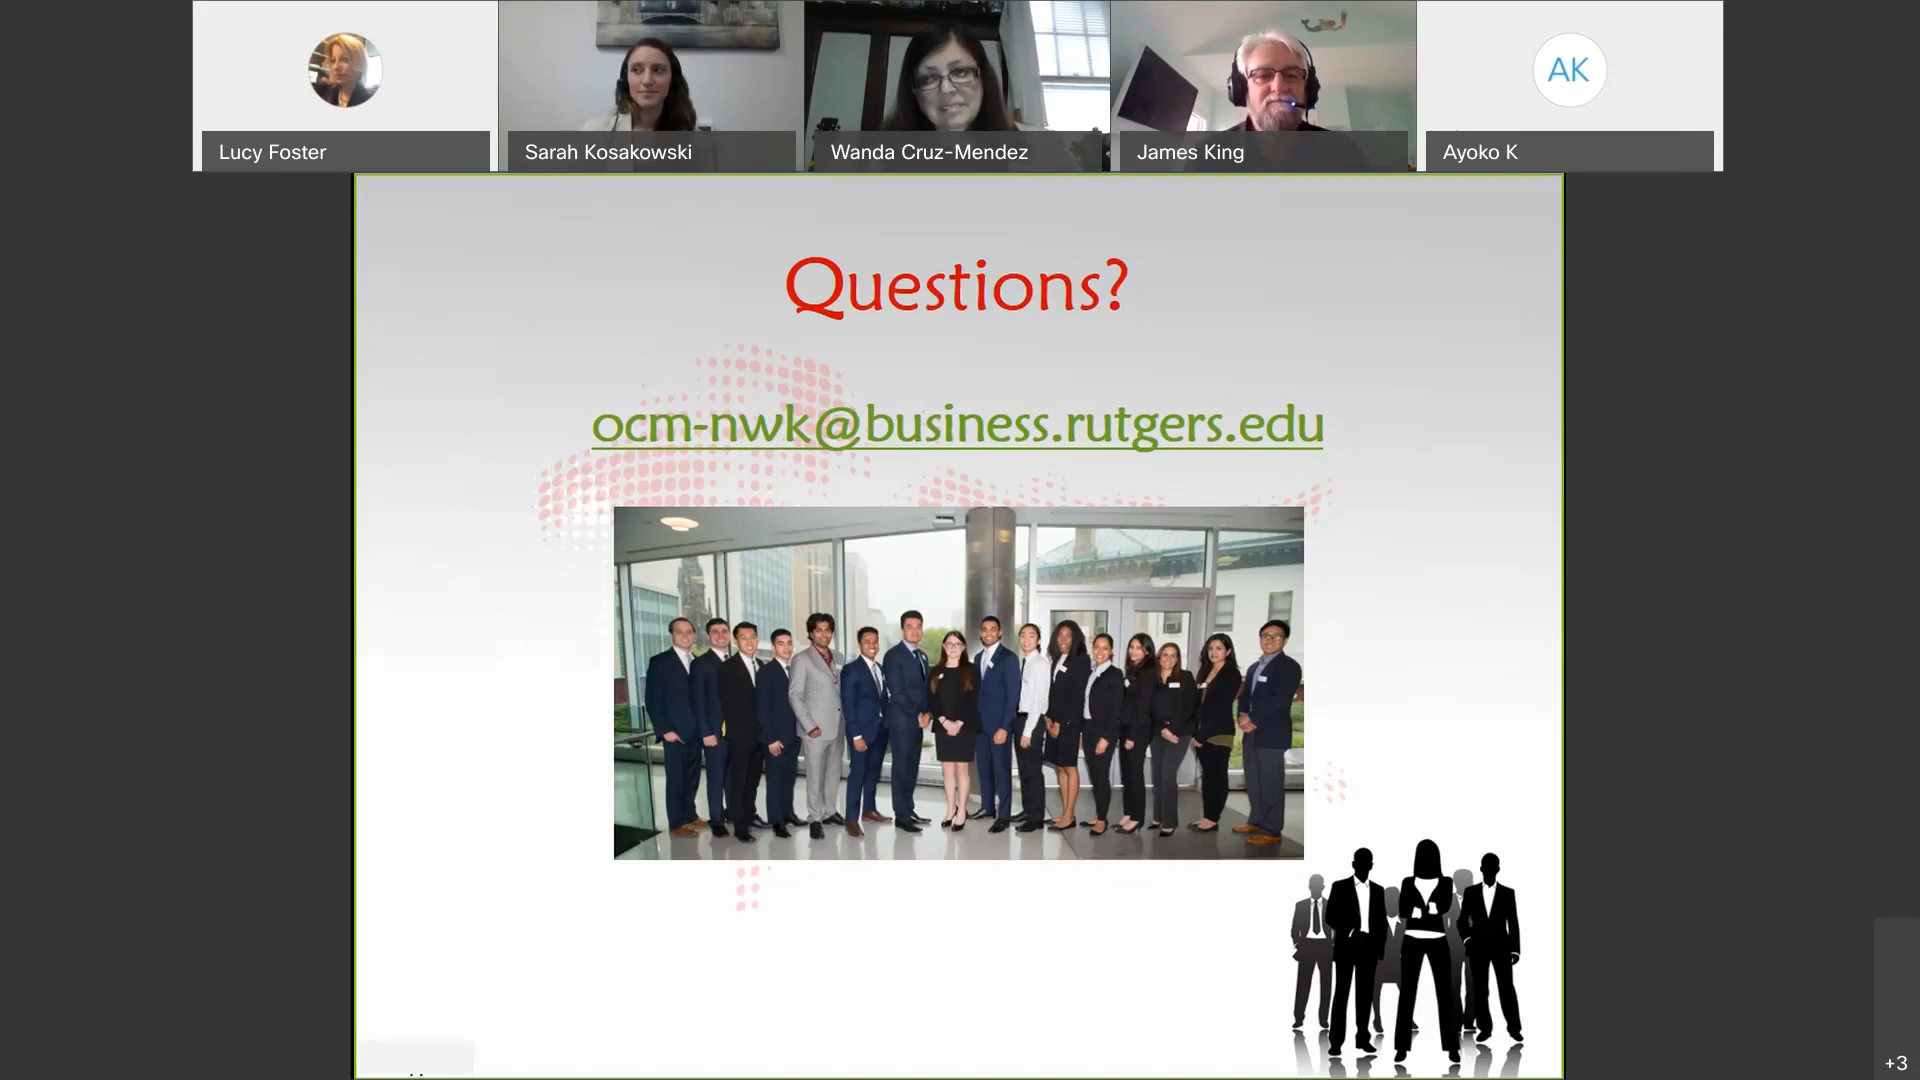 Lucy Foster
Sarah Kosakowski
Wanda Cruz-Mendez
James King
AK
Ayoko K
Questions?
ocm-nwk@business.rutgers.edu
+3